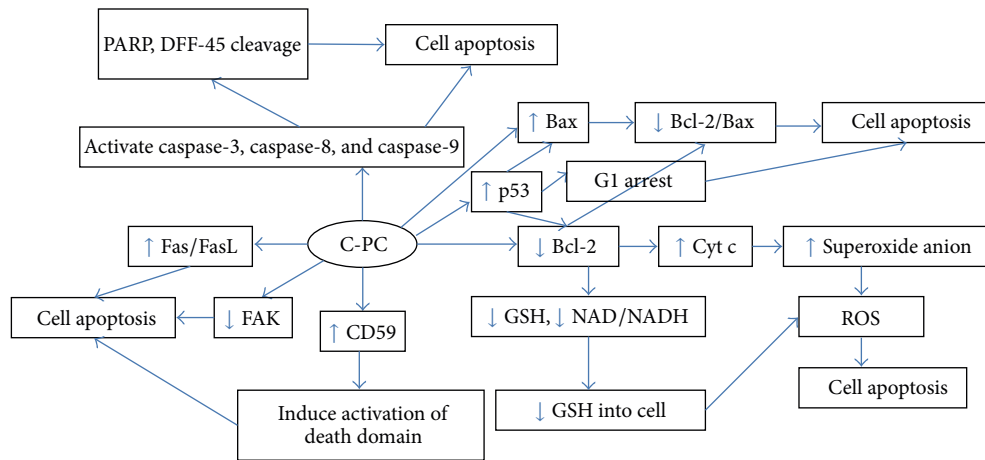 PARP, DFF-45 cleavage
Cell apoptosis
Activate caspase-3, caspase-8, and caspase-9
↑ Bax
↓ Bcl-2/Bax
Cell apoptosis
↑ p53
G1 arrest
↑ Fas/FasL
C-PC
↓ Bcl-2
↑ Cyt c
↑ Superoxide anion
Cell apoptosis
↓ FAK
↑ CD59
↓ GSH, ↓ NAD/NADH
ROS
Cell apoptosis
Induce activation of
death domain
↓ GSH into cell